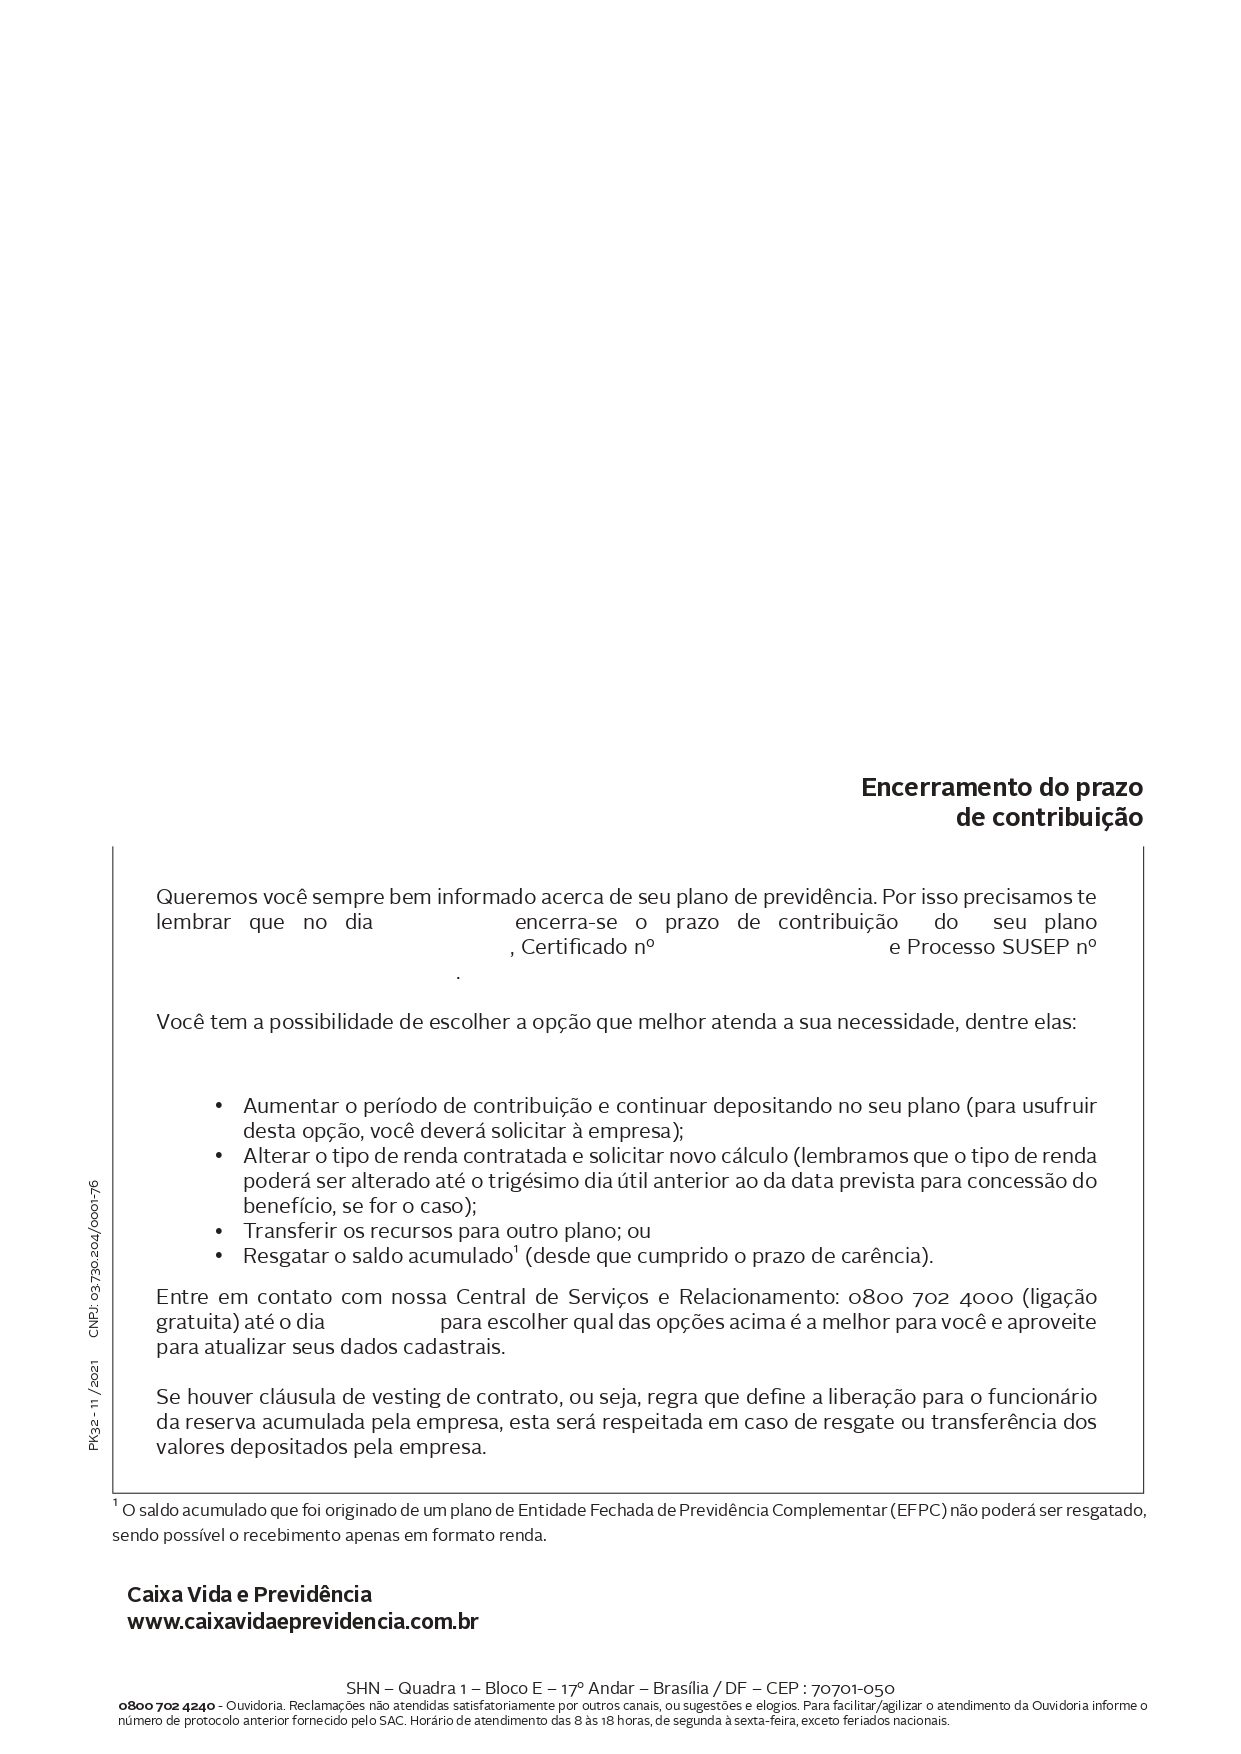 Encerramento do prazo
de contribuição
Queremos você sempre bem informado acerca de seu plano de previdência. Por isso precisamos te
lembrar que no dia encerra-se o prazo de contribuição do seu plano
, Certificado nº e Processo SUSEP nº
.
Você tem a possibilidade de escolher a opção que melhor atenda a sua necessidade, dentre elas:
• Aumentar o período de contribuição e continuar depositando no seu plano (para usufruir
desta opção, você deverá solicitar à empresa);
• Alterar o tipo de renda contratada e solicitar novo cálculo (lembramos que o tipo de renda
poderá ser alterado até o trigésimo dia útil anterior ao da data prevista para concessão do
benefício, se for o caso);
• Transferir os recursos para outro plano; ou
• Resgatar o saldo acumulado¹ (desde que cumprido o prazo de carência).
Entre em contato com nossa Central de Serviços e Relacionamento: 0800 702 4000 (ligação
gratuita) até o dia para escolher qual das opções acima é a melhor para você e aproveite
para atualizar seus dados cadastrais.
Se houver cláusula de vesting de contrato, ou seja, regra que define a liberação para o funcionário
da reserva acumulada pela empresa, esta será respeitada em caso de resgate ou transferência dos
valores depositados pela empresa.
PK32 - 11 /2021 CNPJ: 03.730.204/0001-76
¹ O saldo acumulado que foi originado de um plano de Entidade Fechada de Previdência Complementar (EFPC) não poderá ser resgatado,
sendo possível o recebimento apenas em formato renda.
Caixa Vida e Previdência
www.caixavidaeprevidencia.com.br
SHN – Quadra 1 – Bloco E – 17º Andar – Brasília / DF – CEP : 70701-050
0800 702 4240 - Ouvidoria. Reclamações não atendidas satisfatoriamente por outros canais, ou sugestões e elogios. Para facilitar/agilizar o atendimento da Ouvidoria informe o
número de protocolo anterior fornecido pelo SAC. Horário de atendimento das 8 às 18 horas, de segunda à sexta-feira, exceto feriados nacionais.